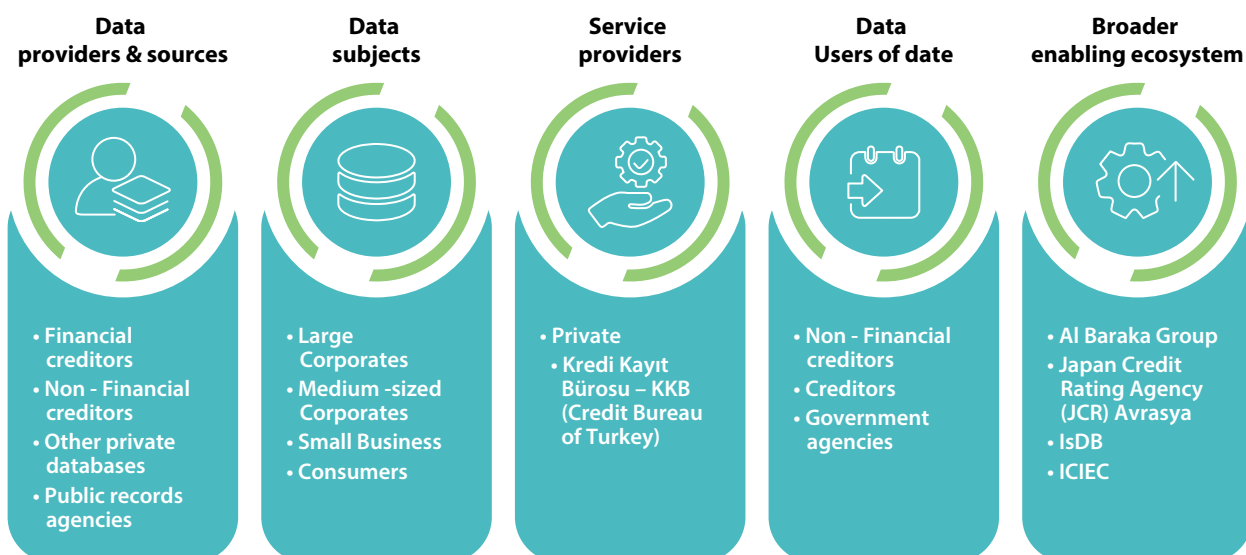 Data
providers & sources
• Financial
creditors
• Non - Financial
creditors
• Other private
databases
• Public records
agencies
Data
subjects
• Large
Corporates
• Medium -sized
Corporates
• Small Business
• Consumers
Service
providers
• Private
• Kredi Kayıt
Bürosu – KKB
(Credit Bureau
of Turkey)
Data
Users of date
• Non - Financial
creditors
• Creditors
• Government
agencies
Broader
enabling ecosystem
• Al Baraka Group
• Japan Credit
Rating Agency
(JCR) Avrasya
• IsDB
• ICIEC